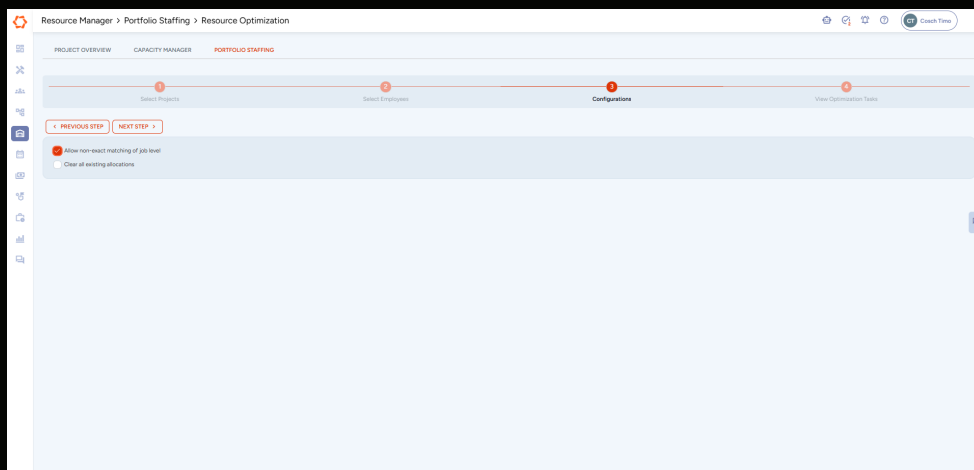 Resource Manager > Portfolio Staffing > Resource Optimization
CT Coach Timo
PROJECT OVERVIEW CAPACITY MANAGER PORTFOLIO STAFFING
1 2 3 4
Select Projects Select Employees Configurations View Optimization Tasks
< PREVIOUS STEP NEXT STEP >
Allow non-exact matching of job level
Clear all existing allocations